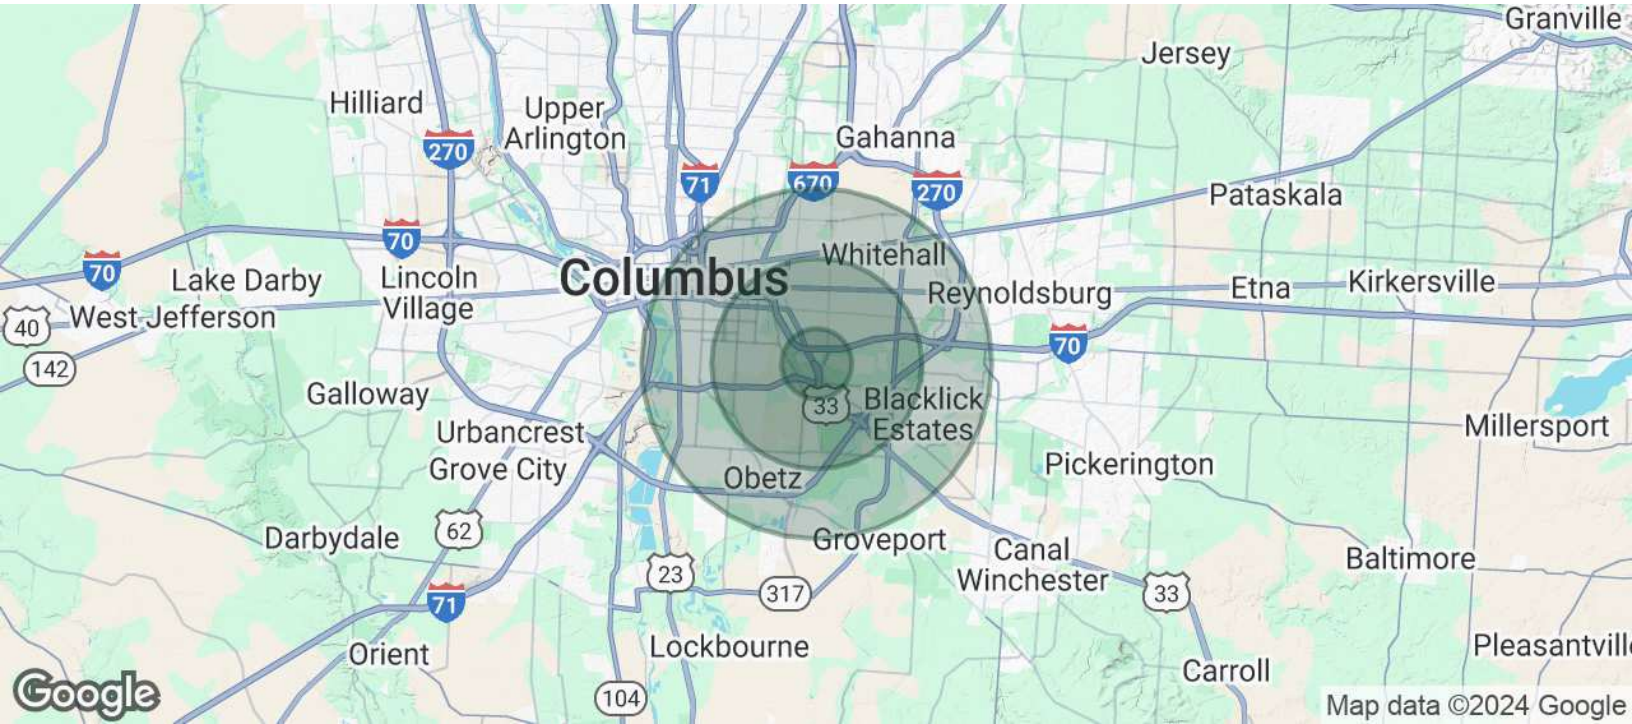 Granville
Jersey
Hilliard
Upper
Arlington
Gahanna
270
71
670
270
Pataskala
70
Whitehall
70
Columbus
Lake Darby
Lincoln
Village
Reynoldsburg
Etna
Kirkersville
40
West Jefferson
70
142
Galloway
33
Blacklick
Estates
Millersport
Urbancrest
Grove City
Obetz
Pickerington
62
Darbydale
Groveport
Canal
Winchester
Baltimore
23
317
33
71
Lockbourne
Orient
Pleasantville
Carroll
104
Google
Map data ©2024 Google